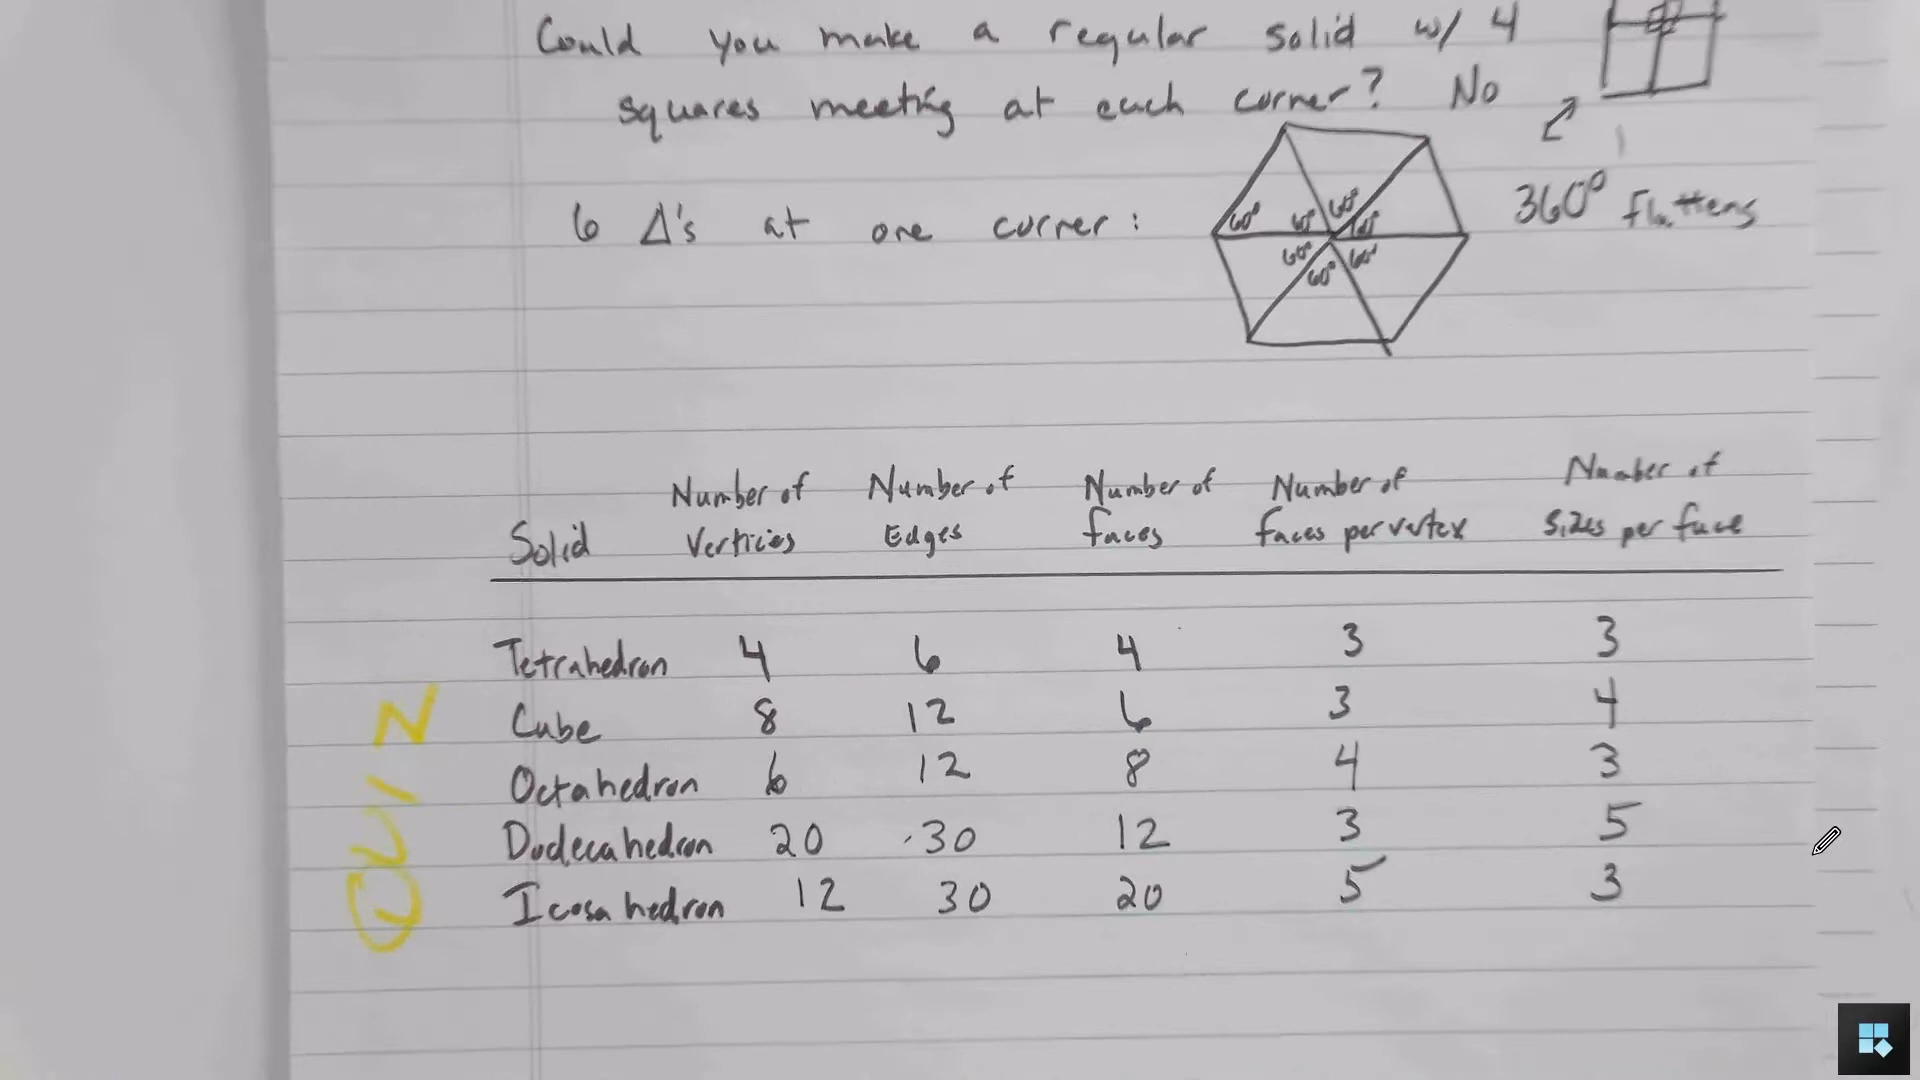 Could you make a regular solid w/ 4
squares meeting at each corner? No
6 Δ's at one corner:
60° 60° 60° 60°
60° 60° 60°
360° flattens
Solid Number of Verticies Number of Edges Number of faces Number of faces per vertex Number of Sizes per face
Tetrahedron 4 6 4 3 3
Cube 8 12 6 3 4
Octahedron 6 12 8 4 3
Dodecahedron 20 30 12 3 5
Icosahedron 12 30 20 5 3